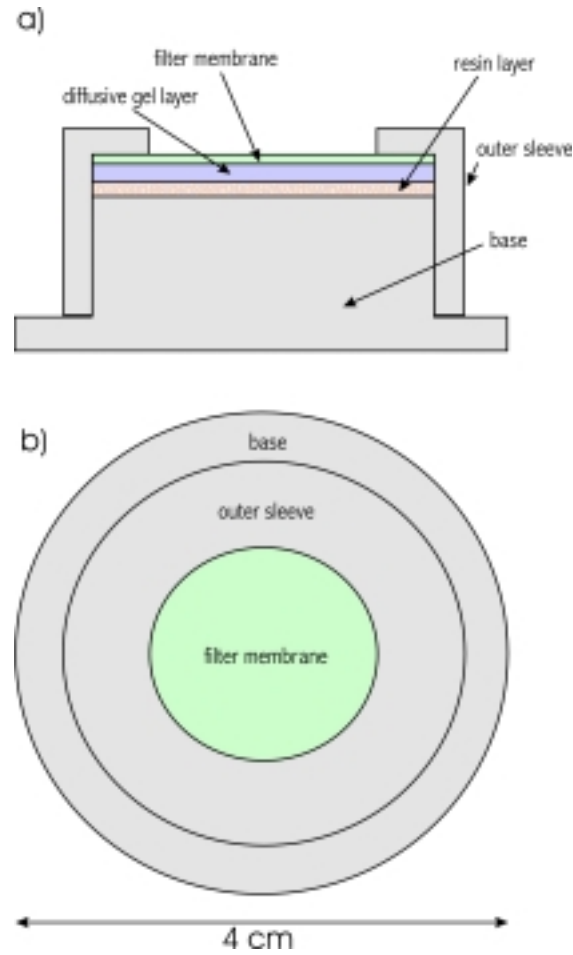 a)
filter membrane
resin layer
diffusive gel layer
outer sleeve
base
b)
base
outer sleeve
filter membrane
4 cm